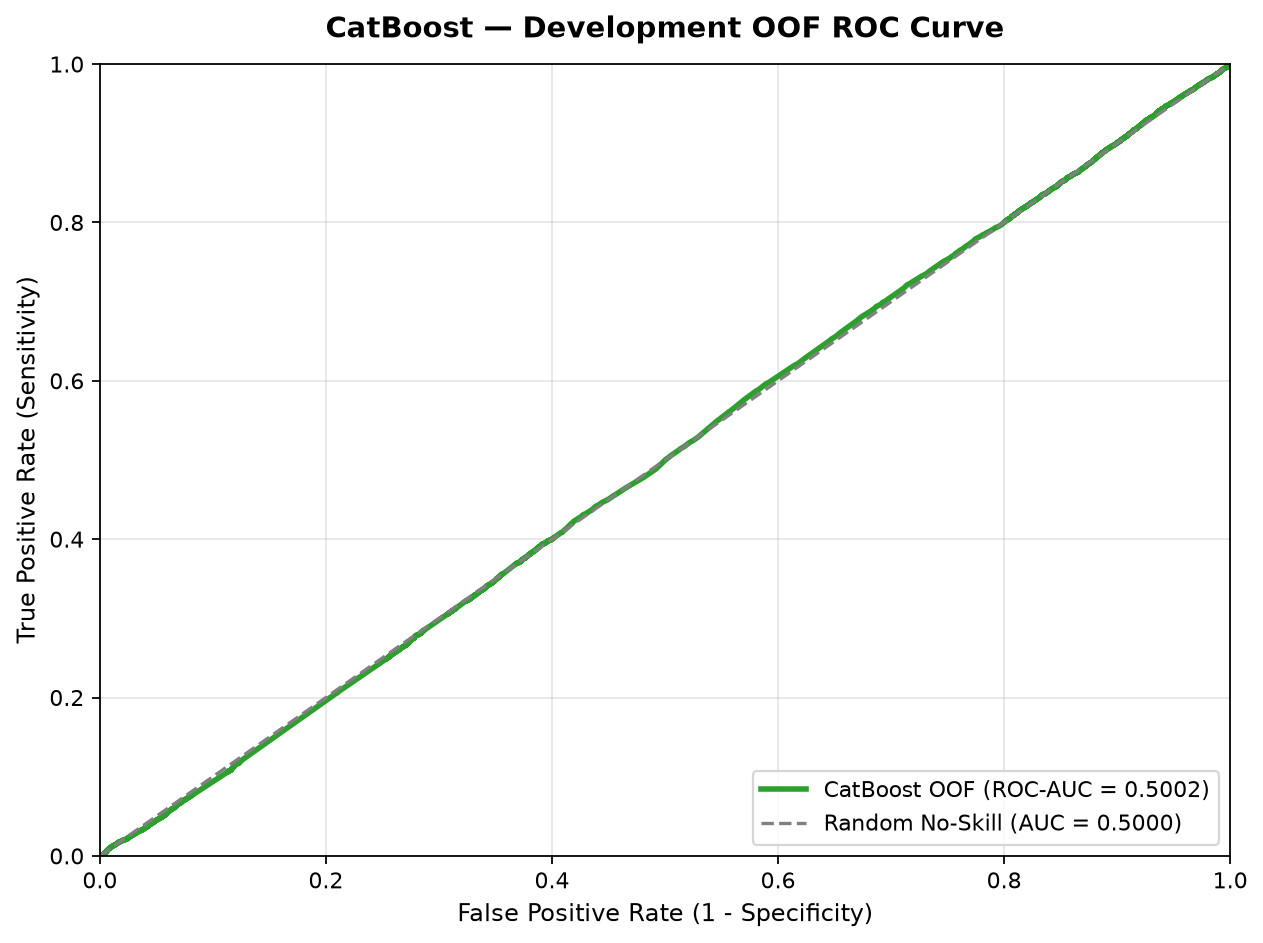 CatBoost — Development OOF ROC Curve
True Positive Rate (Sensitivity)
1.0
0.8
0.6
0.4
0.2
0.0
CatBoost OOF (ROC-AUC = 0.5002)
Random No-Skill (AUC = 0.5000)
0.0 0.2 0.4 0.6 0.8 1.0
False Positive Rate (1 - Specificity)